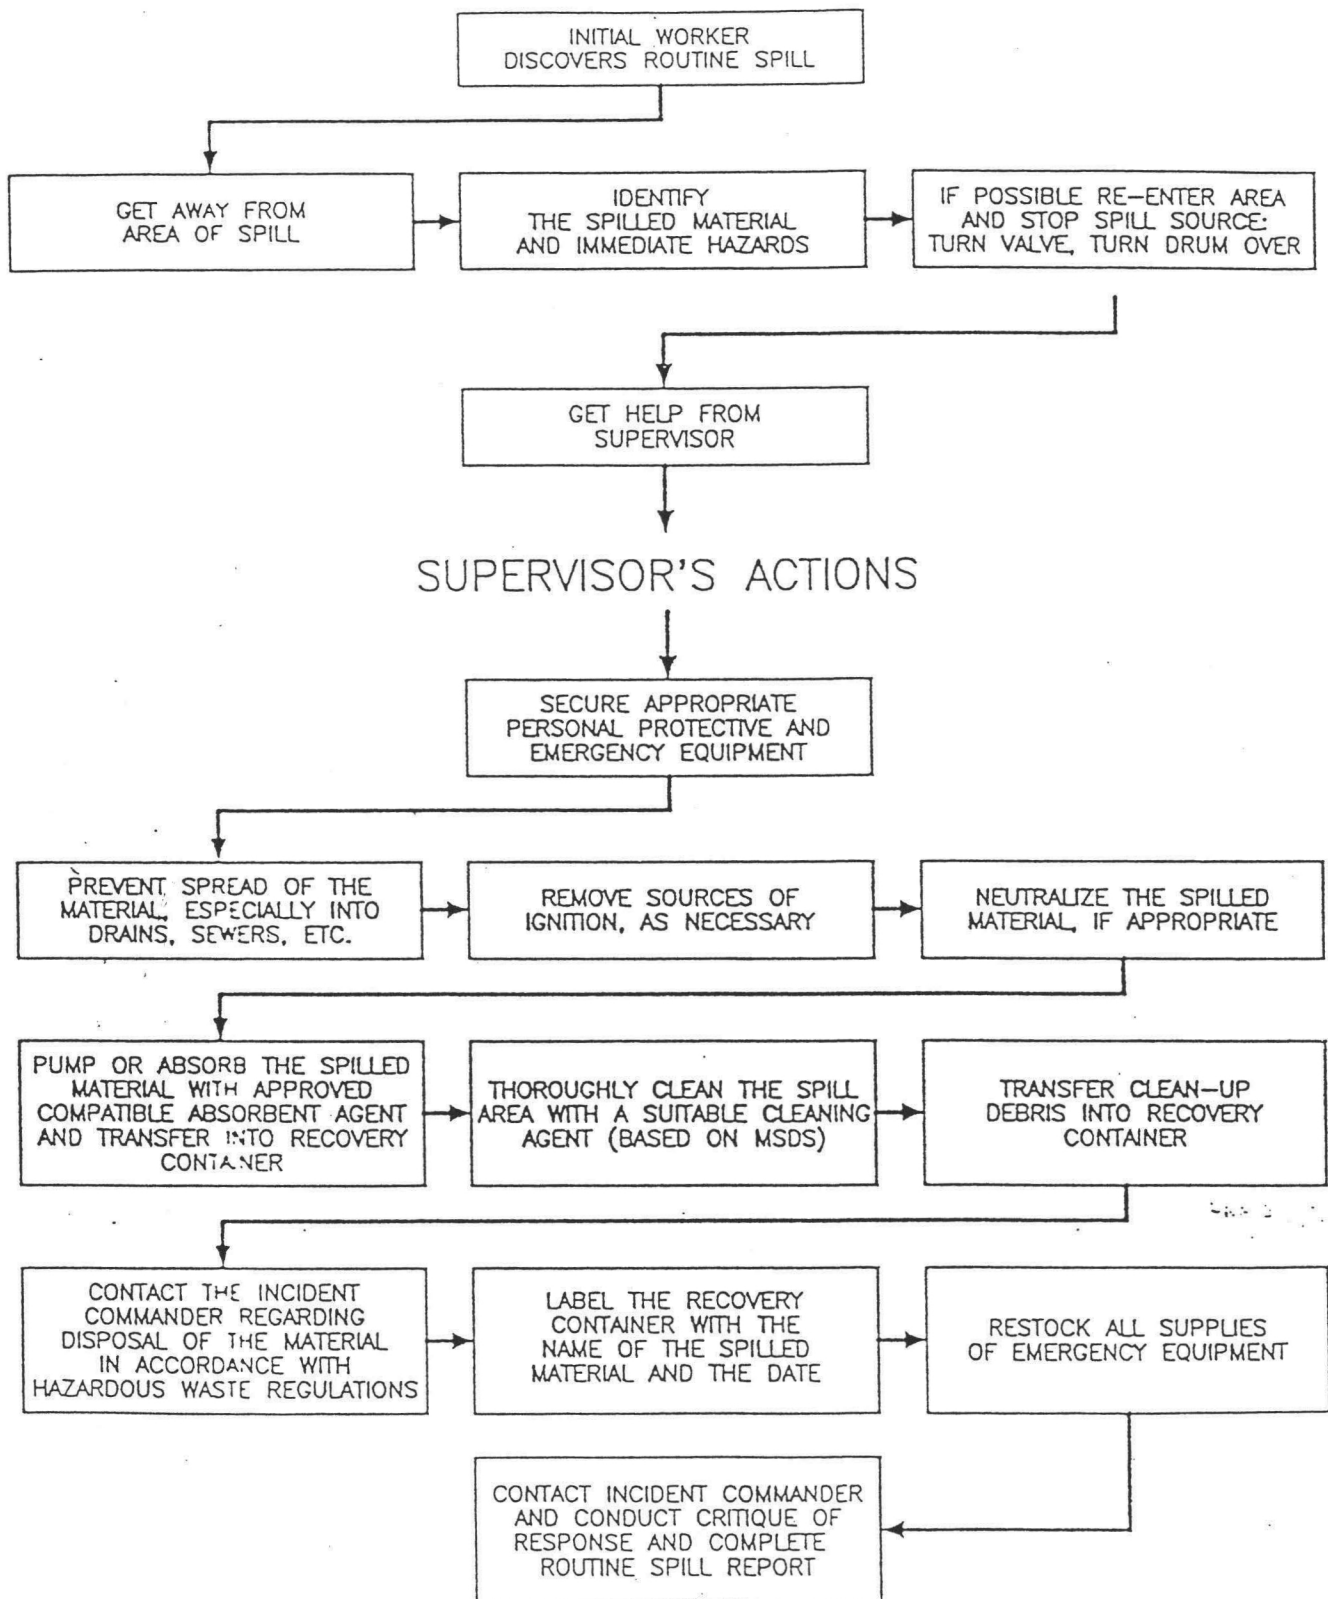 INITIAL WORKER
DISCOVERS ROUTINE SPILL
GET AWAY FROM
AREA OF SPILL
IDENTIFY
THE SPILLED MATERIAL
AND IMMEDIATE HAZARDS
IF POSSIBLE RE-ENTER AREA
AND STOP SPILL SOURCE:
TURN VALVE, TURN DRUM OVER
GET HELP FROM
SUPERVISOR
SUPERVISOR'S ACTIONS
SECURE APPROPRIATE
PERSONAL PROTECTIVE AND
EMERGENCY EQUIPMENT
PREVENT SPREAD OF THE
MATERIAL, ESPECIALLY INTO
DRAINS, SEWERS, ETC.
REMOVE SOURCES OF
IGNITION, AS NECESSARY
NEUTRALIZE THE SPILLED
MATERIAL, IF APPROPRIATE
PUMP OR ABSORB THE SPILLED
MATERIAL WITH APPROVED
COMPATIBLE ABSORBENT AGENT
AND TRANSFER INTO RECOVERY
CONTAINER
THOROUGHLY CLEAN THE SPILL
AREA WITH A SUITABLE CLEANING
AGENT (BASED ON MSDS)
TRANSFER CLEAN-UP
DEBRIS INTO RECOVERY
CONTAINER
CONTACT THE INCIDENT
COMMANDER REGARDING
DISPOSAL OF THE MATERIAL
IN ACCORDANCE WITH
HAZARDOUS WASTE REGULATIONS
LABEL THE RECOVERY
CONTAINER WITH THE
NAME OF THE SPILLED
MATERIAL AND THE DATE
RESTOCK ALL SUPPLIES
OF EMERGENCY EQUIPMENT
CONTACT INCIDENT COMMANDER
AND CONDUCT CRITIQUE OF
RESPONSE AND COMPLETE
ROUTINE SPILL REPORT